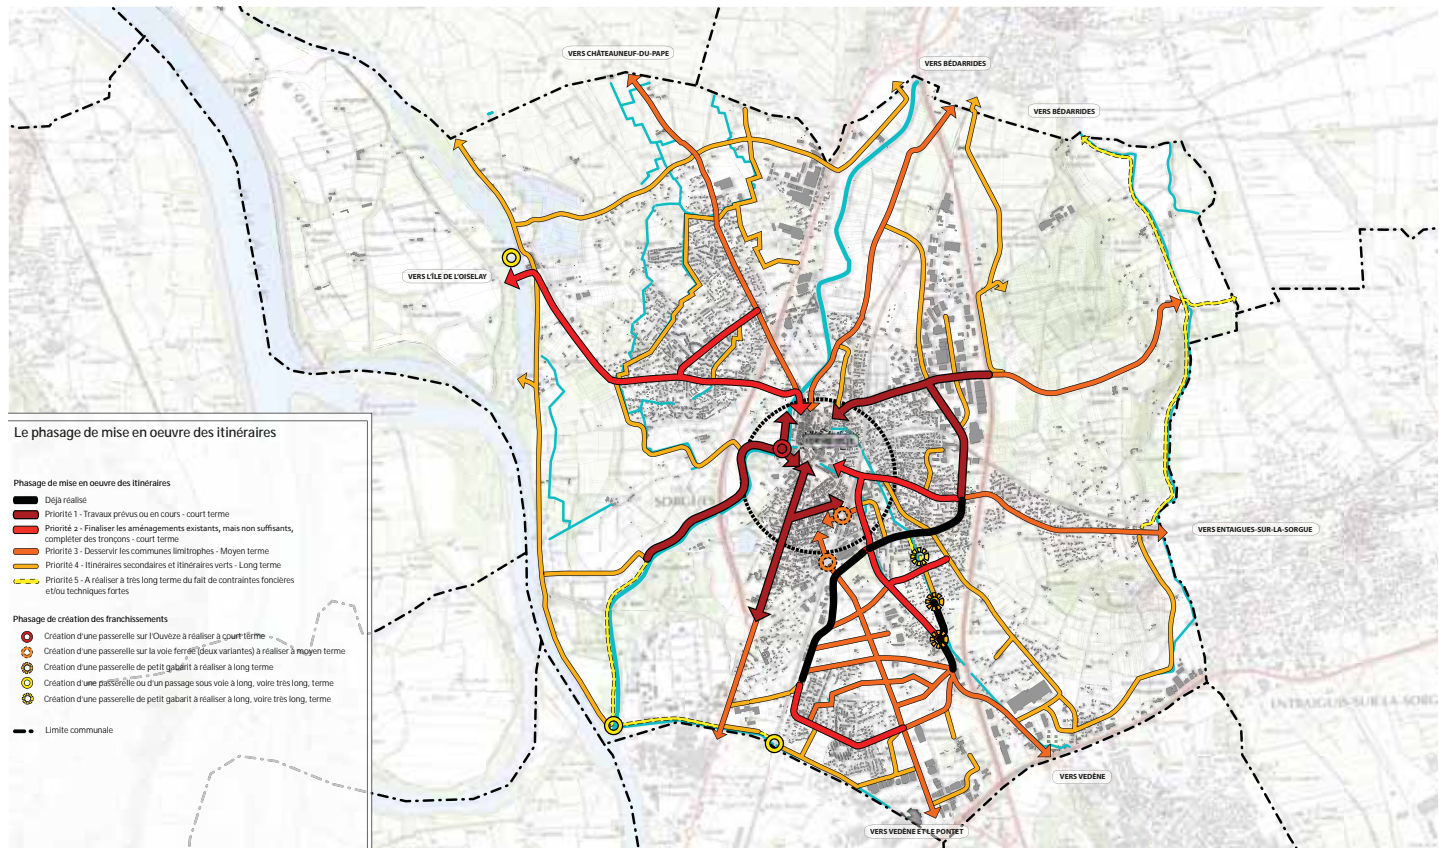 VERS CHÂTEAUNEUF-DU-PAPE
VERS BÉDARRIDES
VERS BÉDARRIDES
VERS L'ÎLE DE L'OISELAY
SORGUES
VERS ENTAIGUES-SUR-LA-SORGUE
ENTRAIGUES-SUR-LA-SORG
VERS VEDÈNE
VERS VEDÈNE ET LE PONTET
Le phasage de mise en oeuvre des itinéraires
Phasage de mise en oeuvre des itinéraires
Déja réalisé
Priorité 1 - Travaux prévus ou en cours - court terme
Priorité 2 - Finaliser les aménagements existants, mais non suffisants,
compléter des tronçons - court terme
Priorité 3 - Desservir les communes limitrophes - Moyen terme
Priorité 4 - Itinéraires secondaires et itinéraires verts - Long terme
Priorité 5 - A réaliser à très long terme du fait de contraintes foncières
et/ou techniques fortes
Phasage de création des franchissements
Création d'une passerelle sur l'Ouvèze à réaliser à court terme
Création d'une passerelle sur la voie ferrée (deux variantes) à réaliser à moyen terme
Création d'une passerelle de petit gabarit à réaliser à long terme
Création d'une passerelle ou d'un passage sous voie à long, voire très long, terme
Création d'une passerelle de petit gabarit à réaliser à long, voire très long, terme
Limite communale